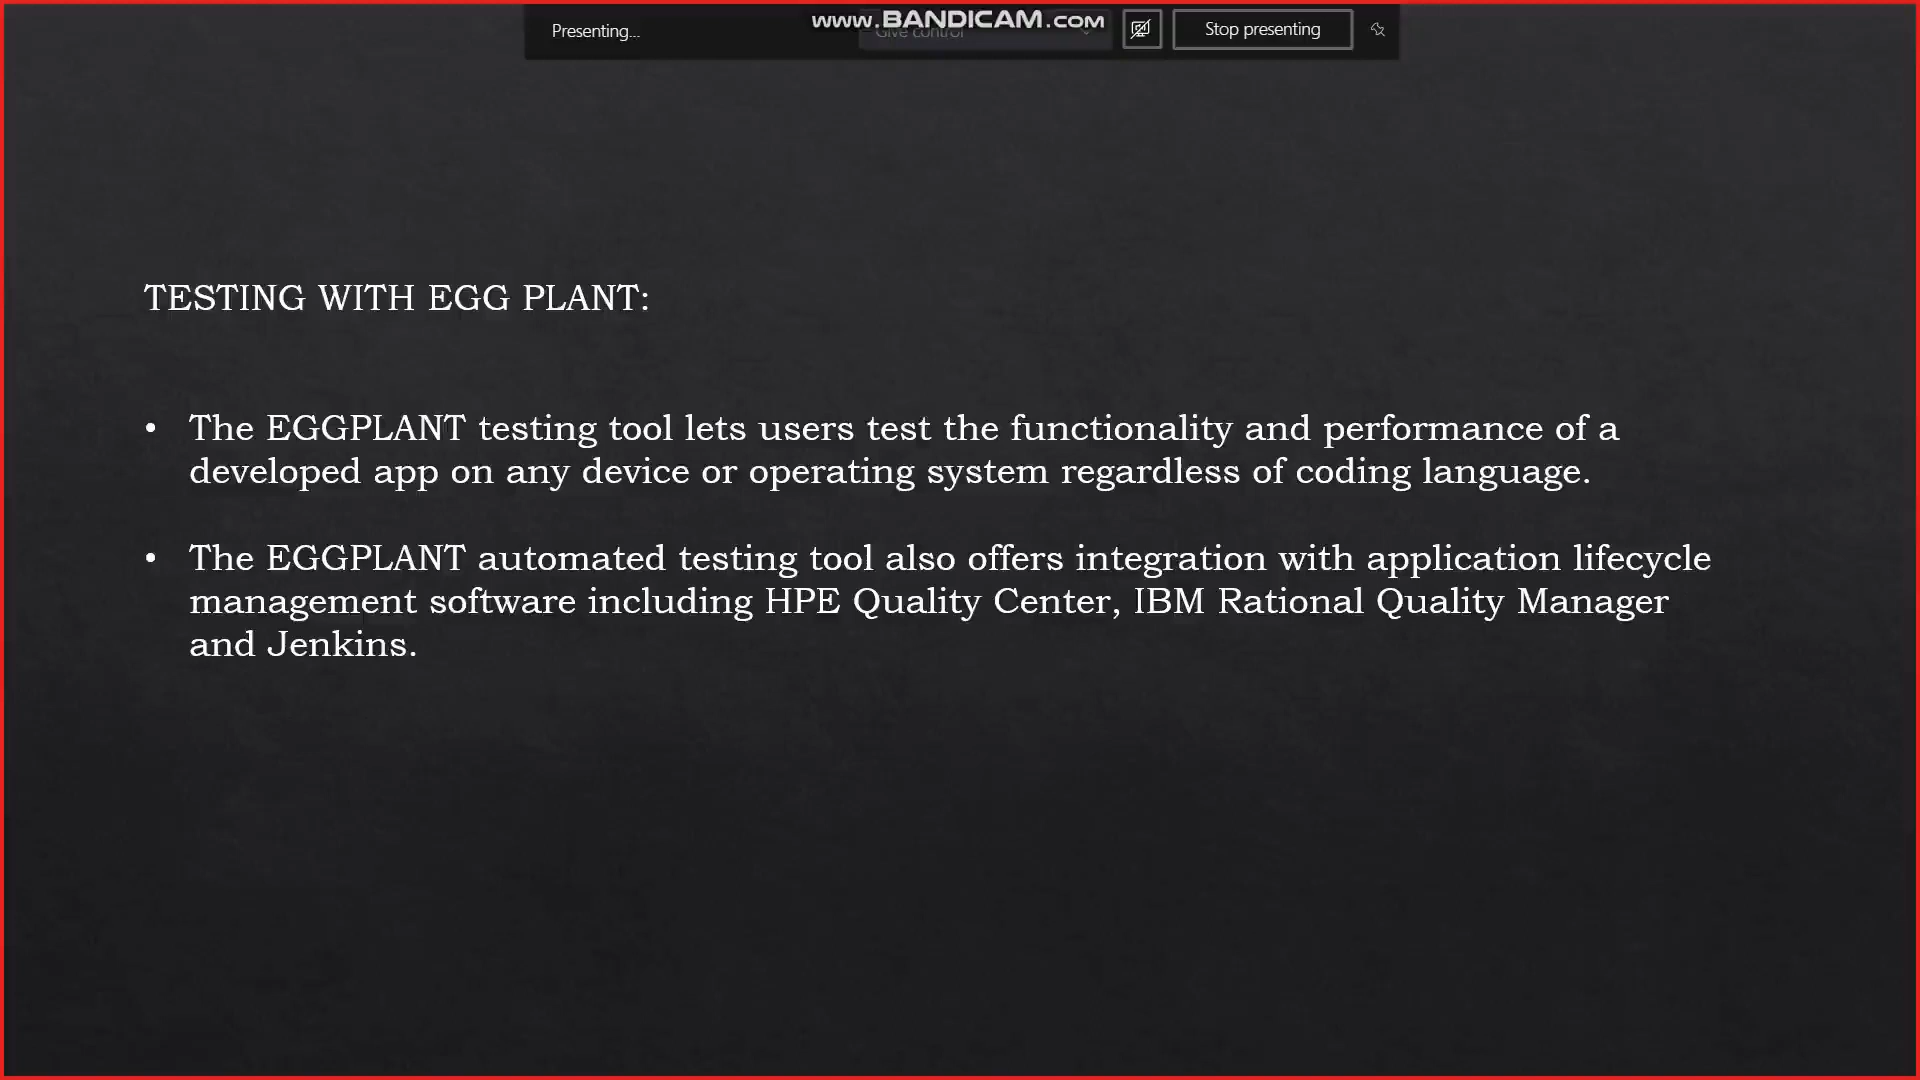 www.BANDICAM.com
Presenting...
Give control
Stop presenting
TESTING WITH EGG PLANT:
• The EGGPLANT testing tool lets users test the functionality and performance of a
developed app on any device or operating system regardless of coding language.
• The EGGPLANT automated testing tool also offers integration with application lifecycle
management software including HPE Quality Center, IBM Rational Quality Manager
and Jenkins.